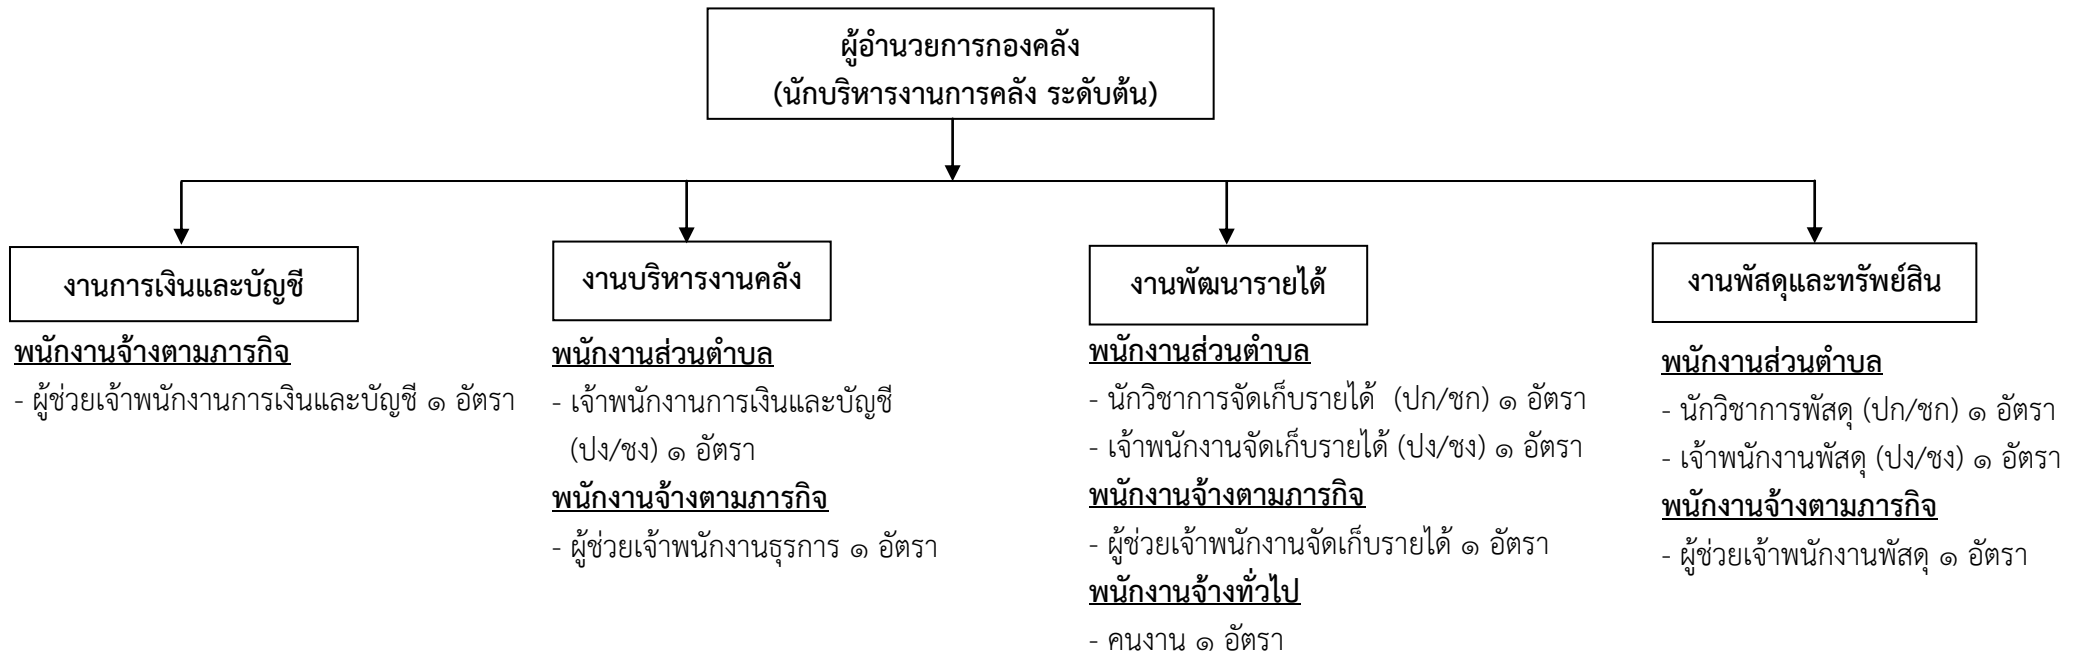 ผู้อำนวยการกองคลัง
(นักบริหารงานการคลัง ระดับต้น)
งานการเงินและบัญชี
พนักงานจ้างตามภารกิจ
- ผู้ช่วยเจ้าพนักงานการเงินและบัญชี ๑ อัตรา
งานบริหารงานคลัง
พนักงานส่วนตำบล
- เจ้าพนักงานการเงินและบัญชี
(ปง/ชง) ๑ อัตรา
พนักงานจ้างตามภารกิจ
- ผู้ช่วยเจ้าพนักงานธุรการ ๑ อัตรา
งานพัฒนารายได้
พนักงานส่วนตำบล
- นักวิชาการจัดเก็บรายได้ (ปก/ชก) ๑ อัตรา
- เจ้าพนักงานจัดเก็บรายได้ (ปง/ชง) ๑ อัตรา
พนักงานจ้างตามภารกิจ
- ผู้ช่วยเจ้าพนักงานจัดเก็บรายได้ ๑ อัตรา
พนักงานจ้างทั่วไป
- คนงาน ๑ อัตรา
งานพัสดุและทรัพย์สิน
พนักงานส่วนตำบล
- นักวิชาการพัสดุ (ปก/ชก) ๑ อัตรา
- เจ้าพนักงานพัสดุ (ปง/ชง) ๑ อัตรา
พนักงานจ้างตามภารกิจ
- ผู้ช่วยเจ้าพนักงานพัสดุ ๑ อัตรา